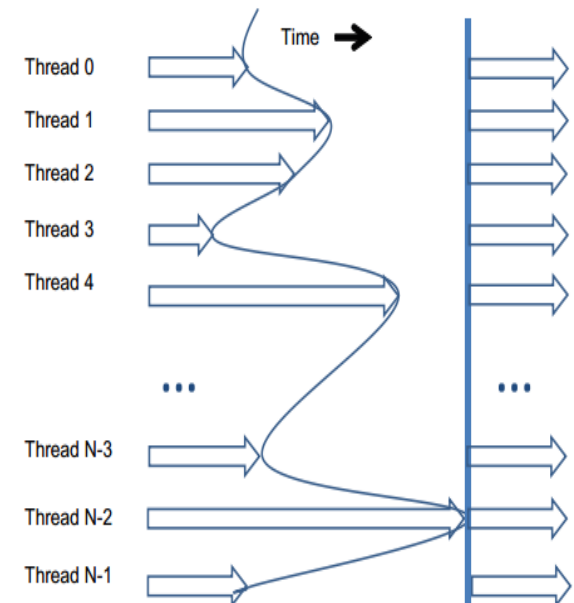 Time
Thread 0
Thread 1
Thread 2
Thread 3
Thread 4
... ...
Thread N-3
Thread N-2
Thread N-1